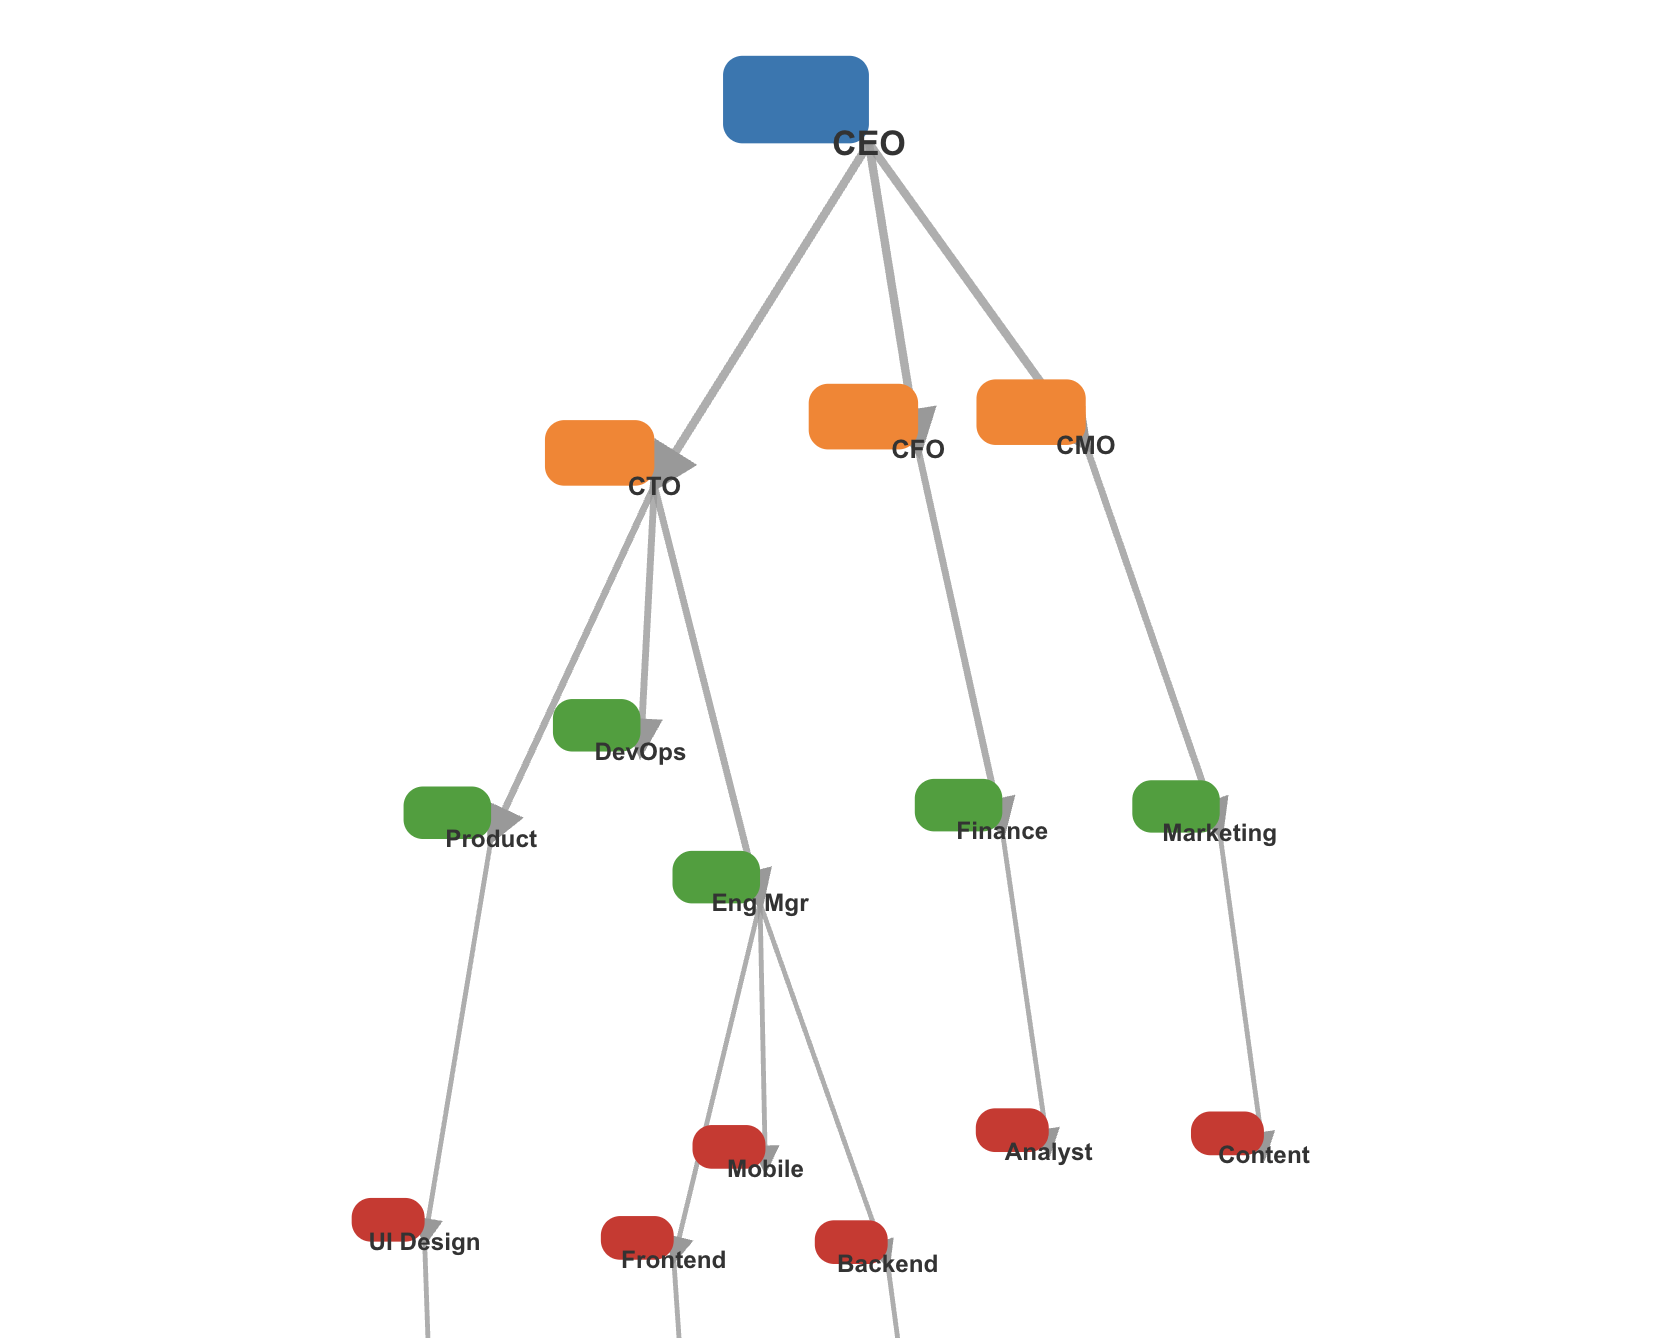 CEO
CTO
CFO
CMO
DevOps
Product
Eng Mgr
Finance
Marketing
Mobile
Analyst
Content
UI Design
Frontend
Backend